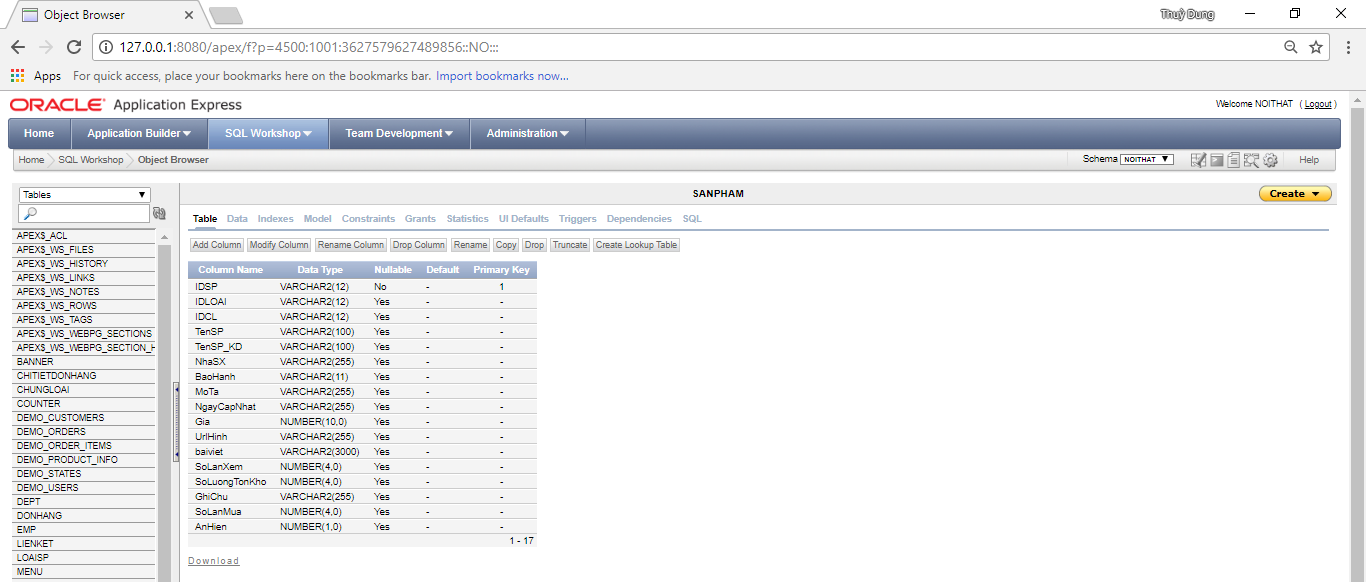 Object Browser
Thuỳ Dung
127.0.0.1:8080/apex/f?p=4500:1001:3627579627489856::NO:::
Apps For quick access, place your bookmarks here on the bookmarks bar. Import bookmarks now...
ORACLE Application Express
Welcome NOITHAT ( Logout )
Home Application Builder SQL Workshop Team Development Administration
Home SQL Workshop Object Browser
Schema NOITHAT Help
Tables
APEX$_ACL
APEX$_WS_FILES
APEX$_WS_HISTORY
APEX$_WS_LINKS
APEX$_WS_NOTES
APEX$_WS_ROWS
APEX$_WS_TAGS
APEX$_WS_WEBPG_SECTIONS
APEX$_WS_WEBPG_SECTION_H
BANNER
CHITIETDONHANG
CHUNGLOAI
COUNTER
DEMO_CUSTOMERS
DEMO_ORDERS
DEMO_ORDER_ITEMS
DEMO_PRODUCT_INFO
DEMO_STATES
DEMO_USERS
DEPT
DONHANG
EMP
LIENKET
LOAISP
MENU
SANPHAM
Create
Table Data Indexes Model Constraints Grants Statistics UI Defaults Triggers Dependencies SQL
Add Column Modify Column Rename Column Drop Column Rename Copy Drop Truncate Create Lookup Table
Column Name Data Type Nullable Default Primary Key
IDSP VARCHAR2(12) No - 1
IDLOAI VARCHAR2(12) Yes - -
IDCL VARCHAR2(12) Yes - -
TenSP VARCHAR2(100) Yes - -
TenSP_KD VARCHAR2(100) Yes - -
NhaSX VARCHAR2(255) Yes - -
BaoHanh VARCHAR2(11) Yes - -
MoTa VARCHAR2(255) Yes - -
NgayCapNhat VARCHAR2(255) Yes - -
Gia NUMBER(10,0) Yes - -
UrlHinh VARCHAR2(255) Yes - -
baiviet VARCHAR2(3000) Yes - -
SoLanXem NUMBER(4,0) Yes - -
SoLuongTonKho NUMBER(4,0) Yes - -
GhiChu VARCHAR2(255) Yes - -
SoLanMua NUMBER(4,0) Yes - -
AnHien NUMBER(1,0) Yes - -
1 - 17
Download